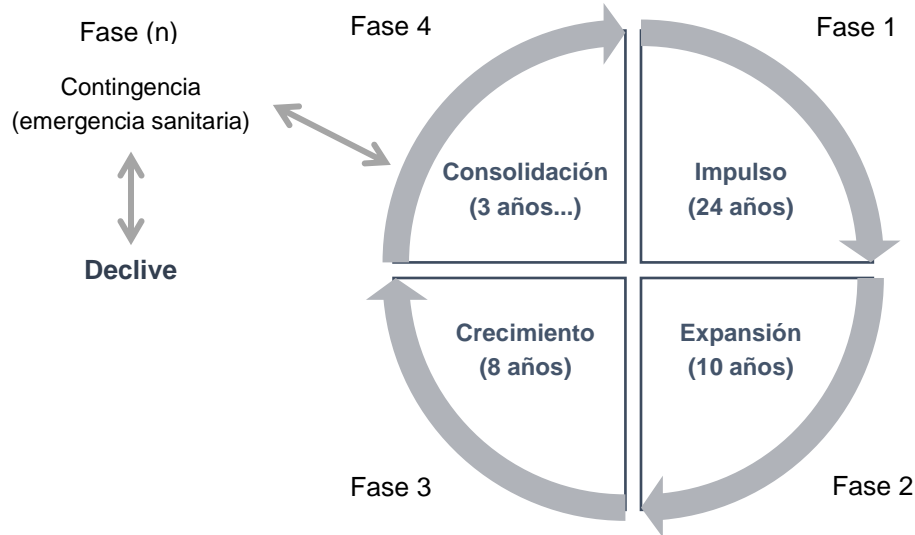 Fase (n)
Contingencia
(emergencia sanitaria)
Declive
Fase 4
Fase 1
Consolidación
(3 años...)
Impulso
(24 años)
Crecimiento
(8 años)
Expansión
(10 años)
Fase 3
Fase 2